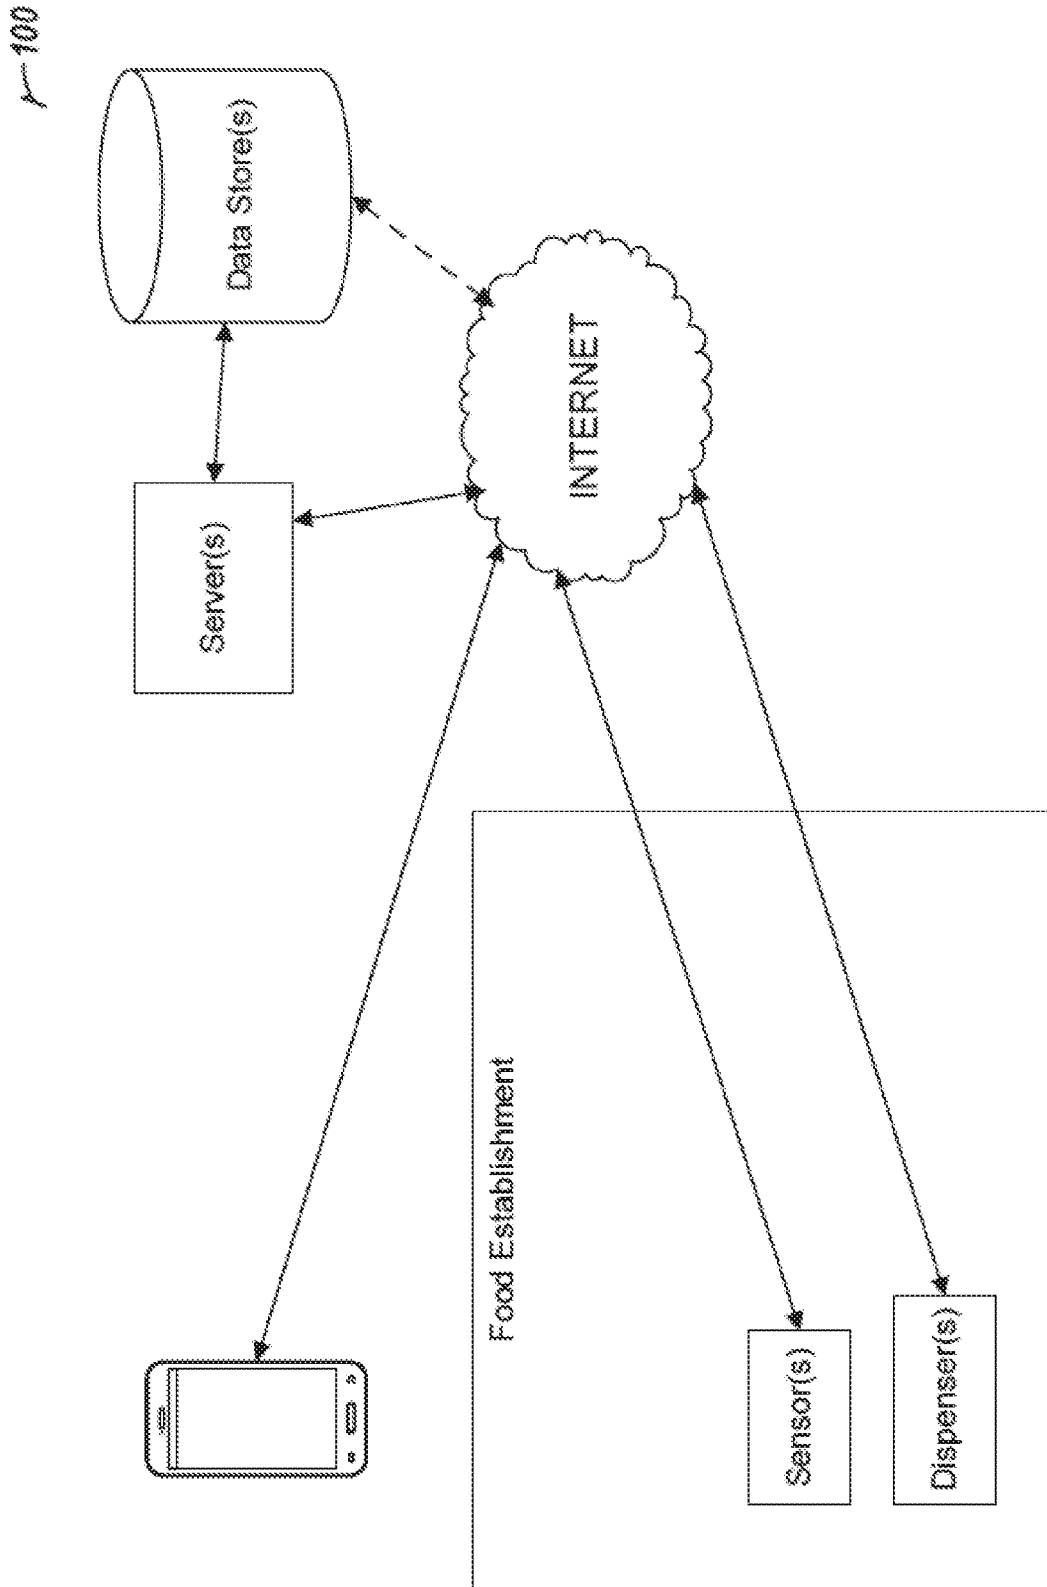 100
Data Store(s)
Server(s)
INTERNET
Food Establishment
Sensor(s)
Dispenser(s)